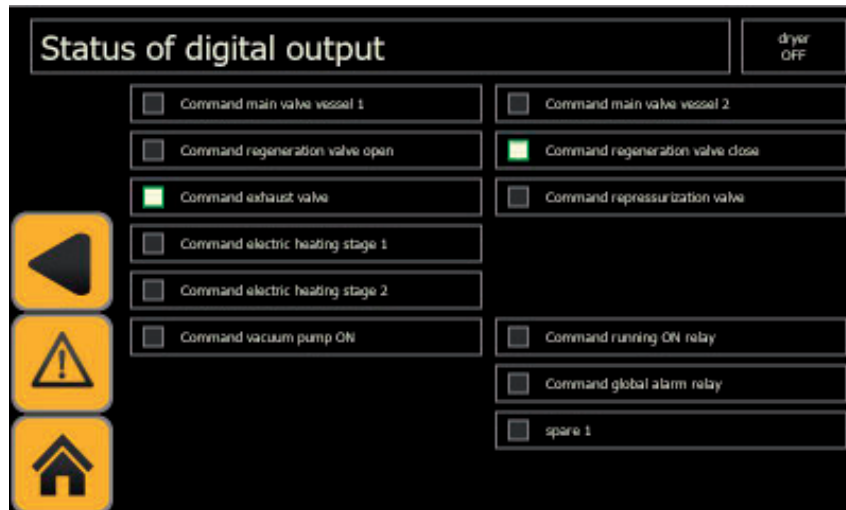 Status of digital output
dryer
OFF
Command main valve vessel 1
Command main valve vessel 2
Command regeneration valve open
Command regeneration valve close
Command exhaust valve
Command repressurization valve
Command electric heating stage 1
Command electric heating stage 2
Command vacuum pump ON
Command running ON relay
Command global alarm relay
spare 1